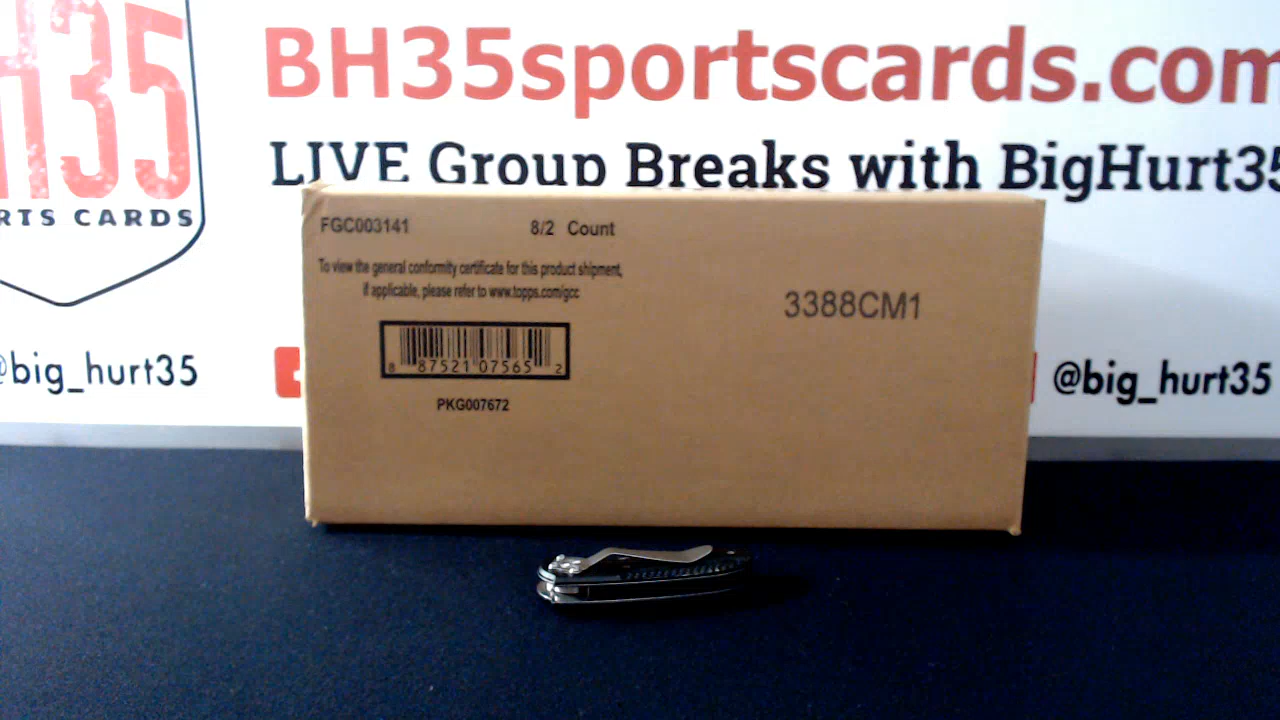 H35
RTS CARDS
@big_hurt35
BH35sportscards.com
LIVE Group Breaks with BigHurt35
FGC003141 8/2 Count
To view the general conformity certificate for this product shipment,
if applicable, please refer to www.topps.com/gcc
3388CM1
8 87521 07565 2
PKG007672
@big_hurt35